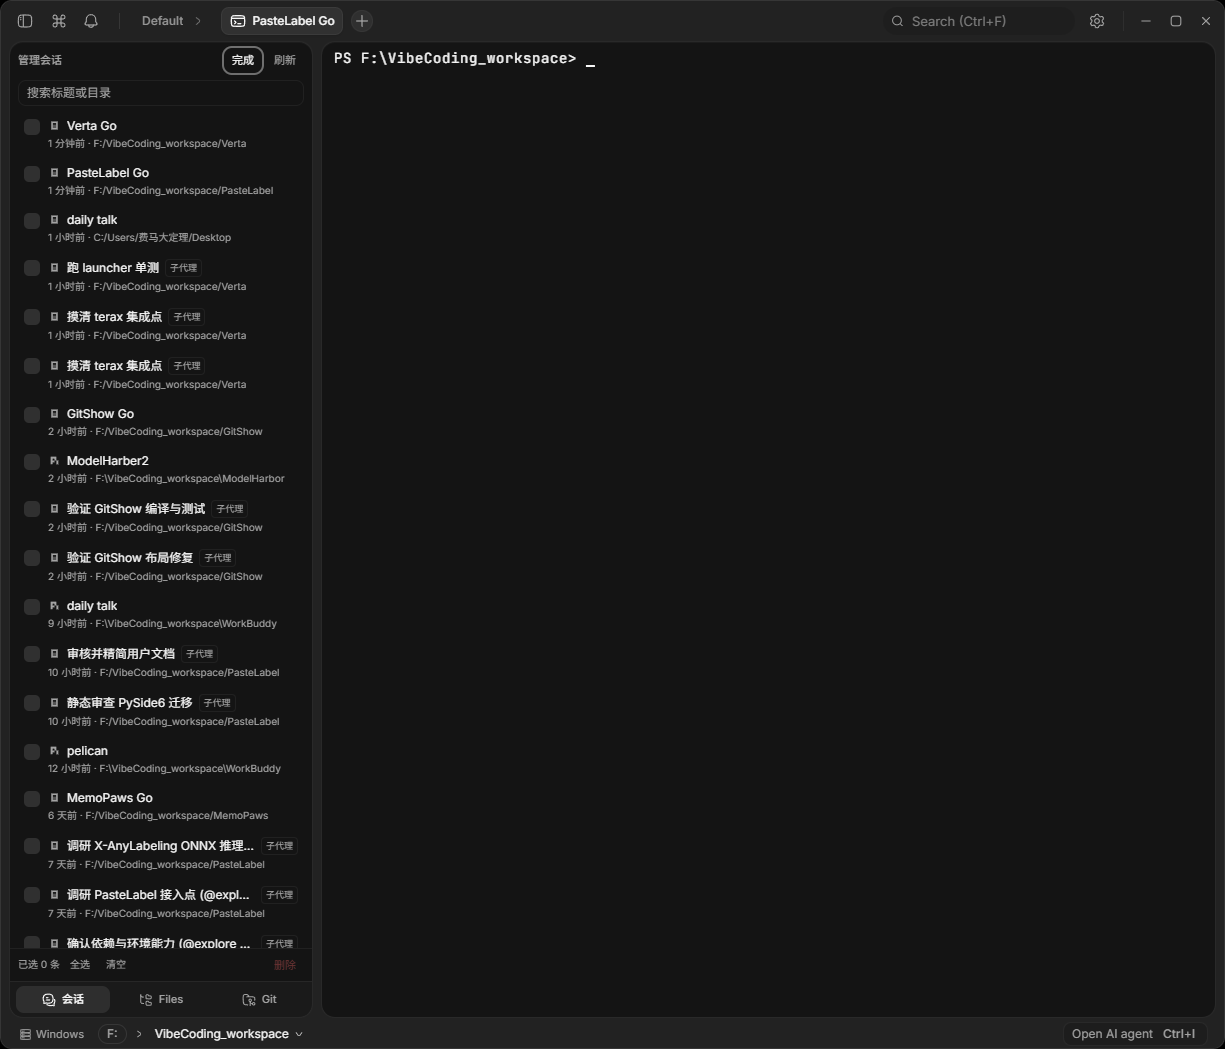 Default
PasteLabel Go
Search (Ctrl+F)
管理会话
完成
刷新
搜索标题或目录
Verta Go
1 分钟前 · F:/VibeCoding_workspace/Verta
PasteLabel Go
1 分钟前 · F:/VibeCoding_workspace/PasteLabel
daily talk
1 小时前 · C:/Users/费马大定理/Desktop
跑 launcher 单测 子代理
1 小时前 · F:/VibeCoding_workspace/Verta
摸清 terax 集成点 子代理
1 小时前 · F:/VibeCoding_workspace/Verta
摸清 terax 集成点 子代理
1 小时前 · F:/VibeCoding_workspace/Verta
GitShow Go
2 小时前 · F:/VibeCoding_workspace/GitShow
ModelHarber2
2 小时前 · F:\VibeCoding_workspace\ModelHarbor
验证 GitShow 编译与测试 子代理
2 小时前 · F:/VibeCoding_workspace/GitShow
验证 GitShow 布局修复 子代理
2 小时前 · F:/VibeCoding_workspace/GitShow
daily talk
9 小时前 · F:\VibeCoding_workspace\WorkBuddy
审核并精简用户文档 子代理
10 小时前 · F:/VibeCoding_workspace/PasteLabel
静态审查 PySide6 迁移 子代理
10 小时前 · F:/VibeCoding_workspace/PasteLabel
pelican
12 小时前 · F:\VibeCoding_workspace\WorkBuddy
MemoPaws Go
6 天前 · F:/VibeCoding_workspace/MemoPaws
调研 X-AnyLabeling ONNX 推理... 子代理
7 天前 · F:/VibeCoding_workspace/PasteLabel
调研 PasteLabel 接入点 (@expl... 子代理
7 天前 · F:/VibeCoding_workspace/PasteLabel
确认依赖与环境能力 (@explore ... 子代理
已选 0 条 全选 清空 删除
会话 Files Git
PS F:\VibeCoding_workspace> _
Windows F: VibeCoding_workspace
Open AI agent Ctrl+I